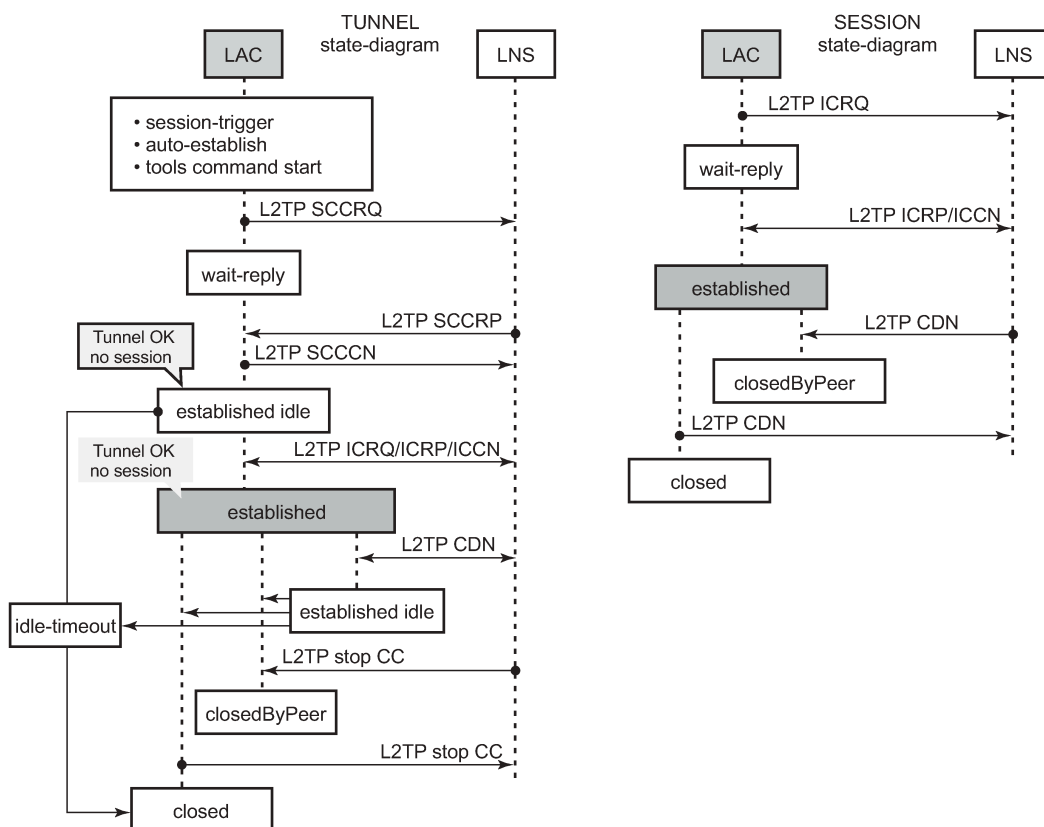 TUNNEL
state-diagram
LAC
LNS
• session-trigger
• auto-establish
• tools command start
L2TP SCCRQ
wait-reply
L2TP SCCRP
Tunnel OK
no session
L2TP SCCCN
established idle
Tunnel OK
no session
L2TP ICRQ/ICRP/ICCN
established
L2TP CDN
established idle
idle-timeout
L2TP stop CC
closedByPeer
L2TP stop CC
closed
SESSION
state-diagram
LAC
LNS
L2TP ICRQ
wait-reply
L2TP ICRP/ICCN
established
L2TP CDN
closedByPeer
L2TP CDN
closed